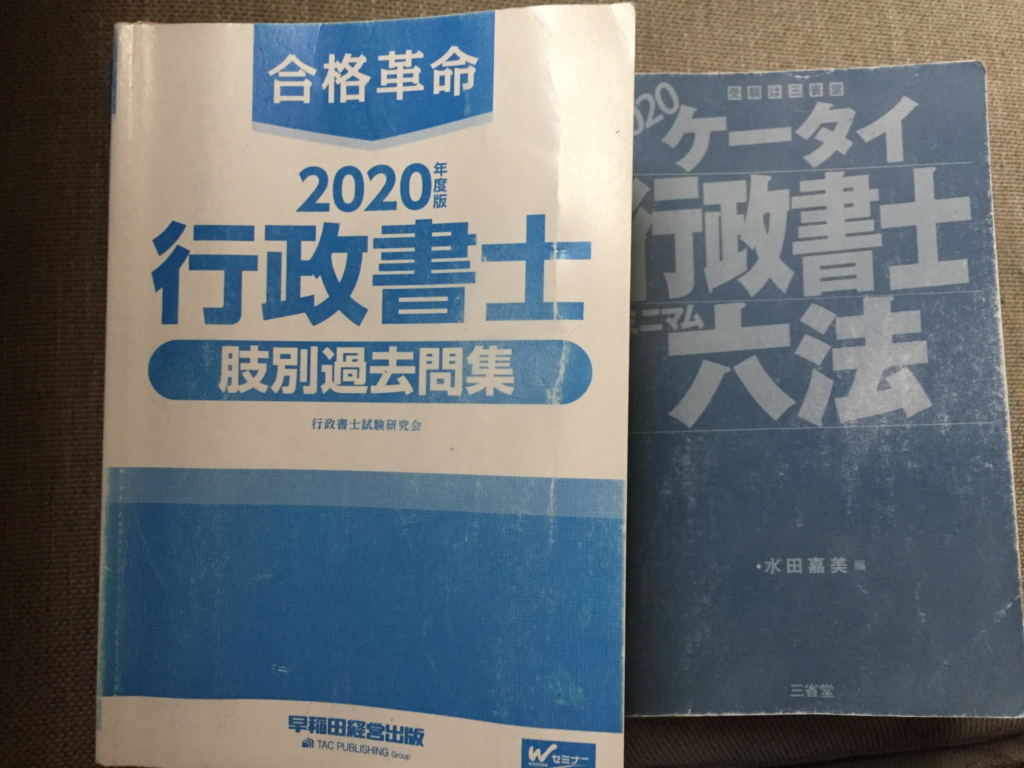 合格革命
2020年度版
行政書士
肢別過去問集
行政書士試験研究会
早稲田経営出版
TAC PUBLISHING Group
Wセミナー
WASEDA
受験は三省堂
2020
ケータイ
行政書士
ミニマム
六法
・水田嘉美 編
三省堂